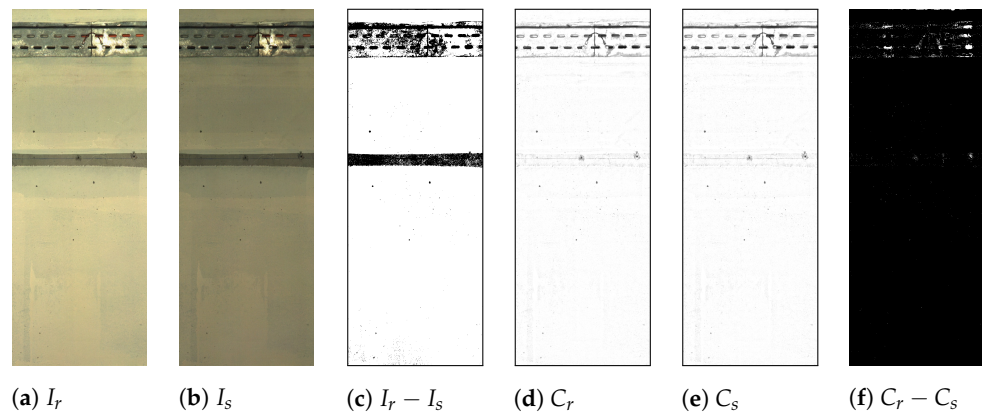 (a) I_r
(b) I_s
(c) I_r − I_s
(d) C_r
(e) C_s
(f) C_r − C_s